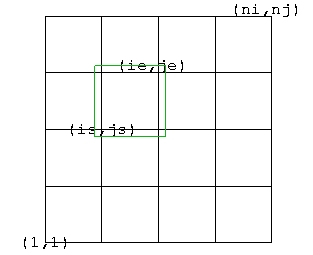 (ni,nj)
(ie,je)
(is,js)
(1,1)